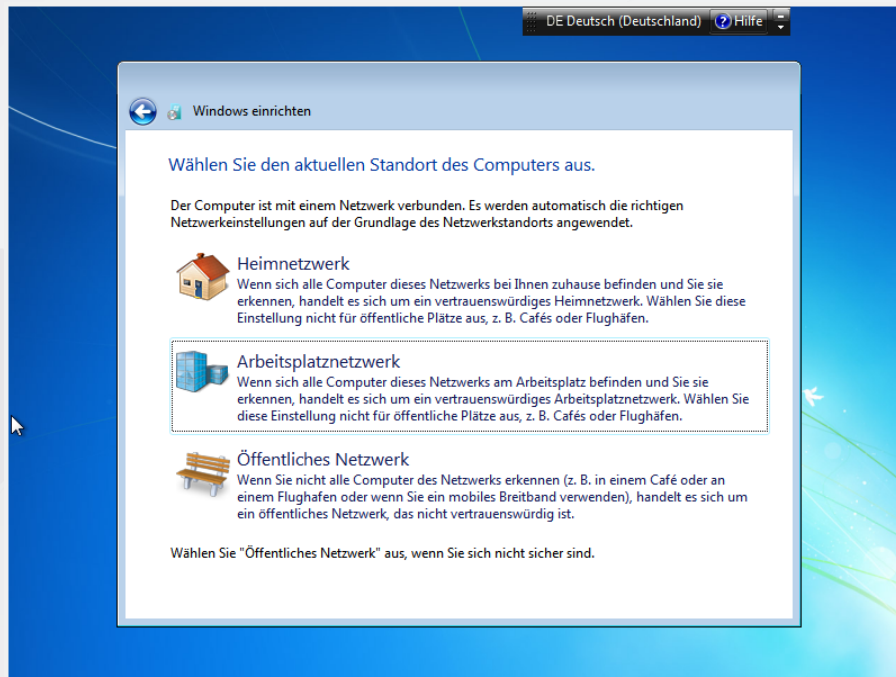 DE Deutsch (Deutschland) Hilfe
Windows einrichten
Wählen Sie den aktuellen Standort des Computers aus.
Der Computer ist mit einem Netzwerk verbunden. Es werden automatisch die richtigen
Netzwerkeinstellungen auf der Grundlage des Netzwerkstandorts angewendet.
Heimnetzwerk
Wenn sich alle Computer dieses Netzwerks bei Ihnen zuhause befinden und Sie sie
erkennen, handelt es sich um ein vertrauenswürdiges Heimnetzwerk. Wählen Sie diese
Einstellung nicht für öffentliche Plätze aus, z. B. Cafés oder Flughäfen.
Arbeitsplatznetzwerk
Wenn sich alle Computer dieses Netzwerks am Arbeitsplatz befinden und Sie sie
erkennen, handelt es sich um ein vertrauenswürdiges Arbeitsplatznetzwerk. Wählen Sie
diese Einstellung nicht für öffentliche Plätze aus, z. B. Cafés oder Flughäfen.
Öffentliches Netzwerk
Wenn Sie nicht alle Computer des Netzwerks erkennen (z. B. in einem Café oder an
einem Flughafen oder wenn Sie ein mobiles Breitband verwenden), handelt es sich um
ein öffentliches Netzwerk, das nicht vertrauenswürdig ist.
Wählen Sie "Öffentliches Netzwerk" aus, wenn Sie sich nicht sicher sind.